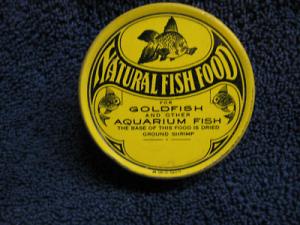 NATURAL FISH FOOD
FOR
GOLDFISH
AND OTHER
AQUARIUM FISH
THE BASE OF THIS FOOD IS DRIED
GROUND SHRIMP